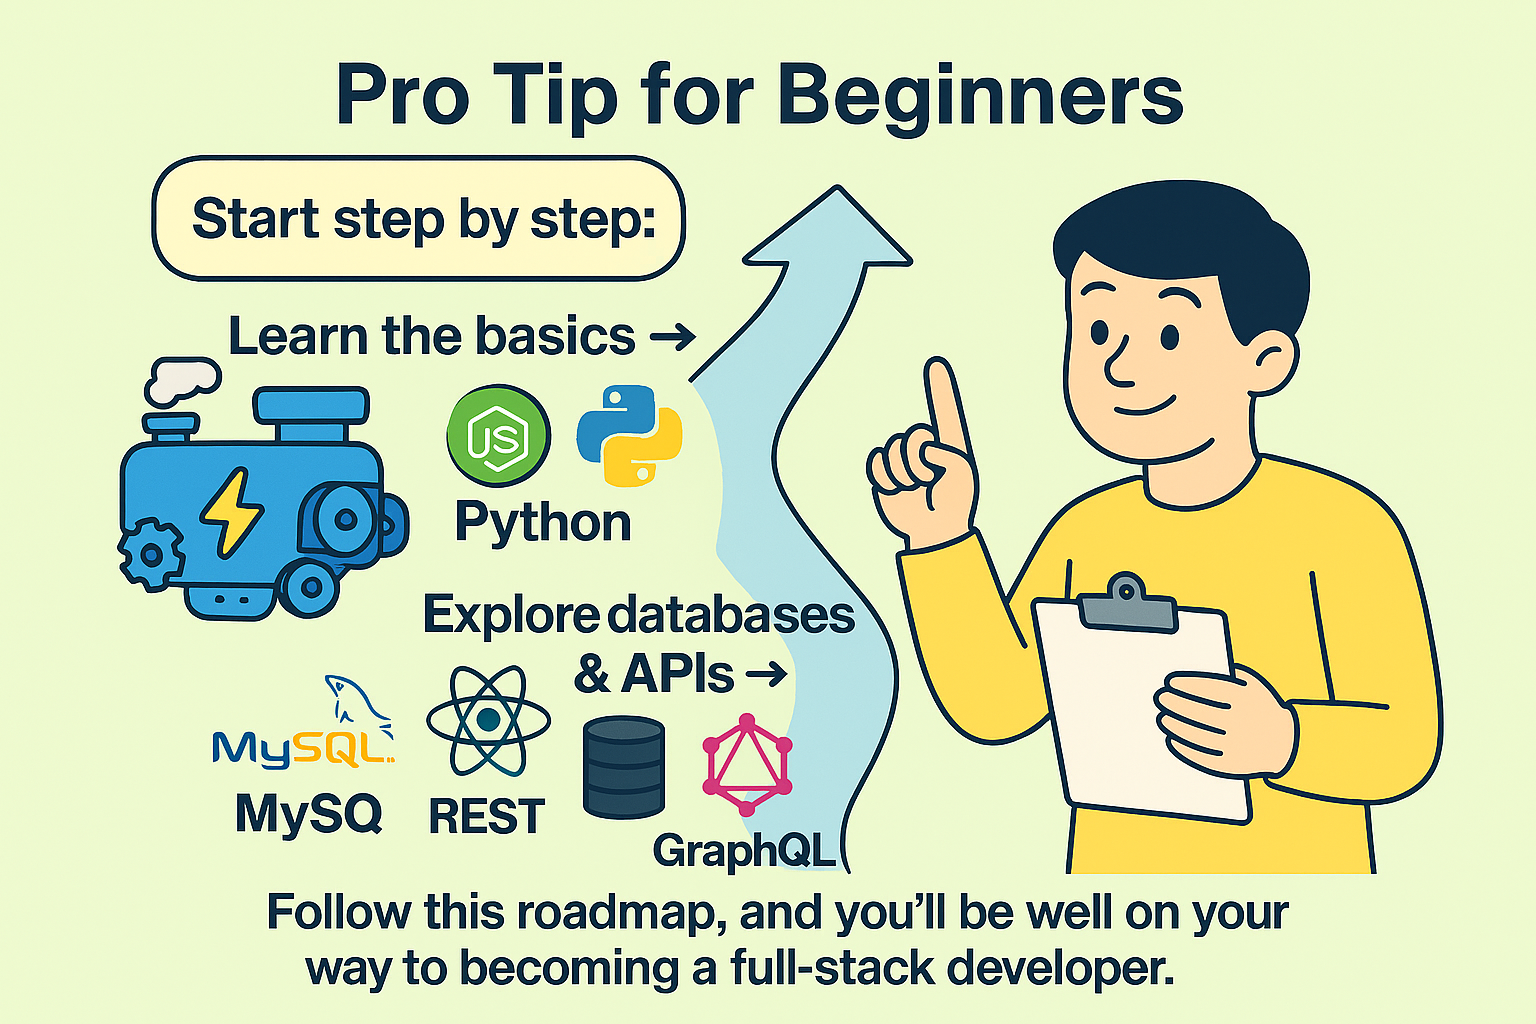 Pro Tip for Beginners
Start step by step:
Learn the basics →
JS
Python
Explore databases
& APIs →
MySQL
MySQ
REST
GraphQL
Follow this roadmap, and you'll be well on your
way to becoming a full-stack developer.